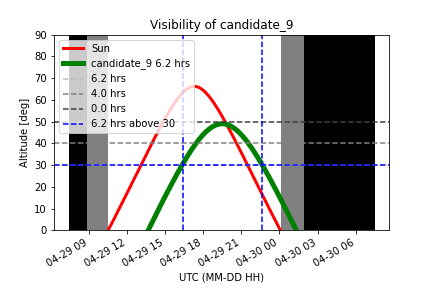 Visibility of candidate_9
Altitude [deg]
90
80
70
60
50
40
30
20
10
0
Sun
candidate_9 6.2 hrs
6.2 hrs
4.0 hrs
0.0 hrs
6.2 hrs above 30
04-29 09
04-29 12
04-29 15
04-29 18
04-29 21
04-30 00
04-30 03
04-30 06
UTC (MM-DD HH)